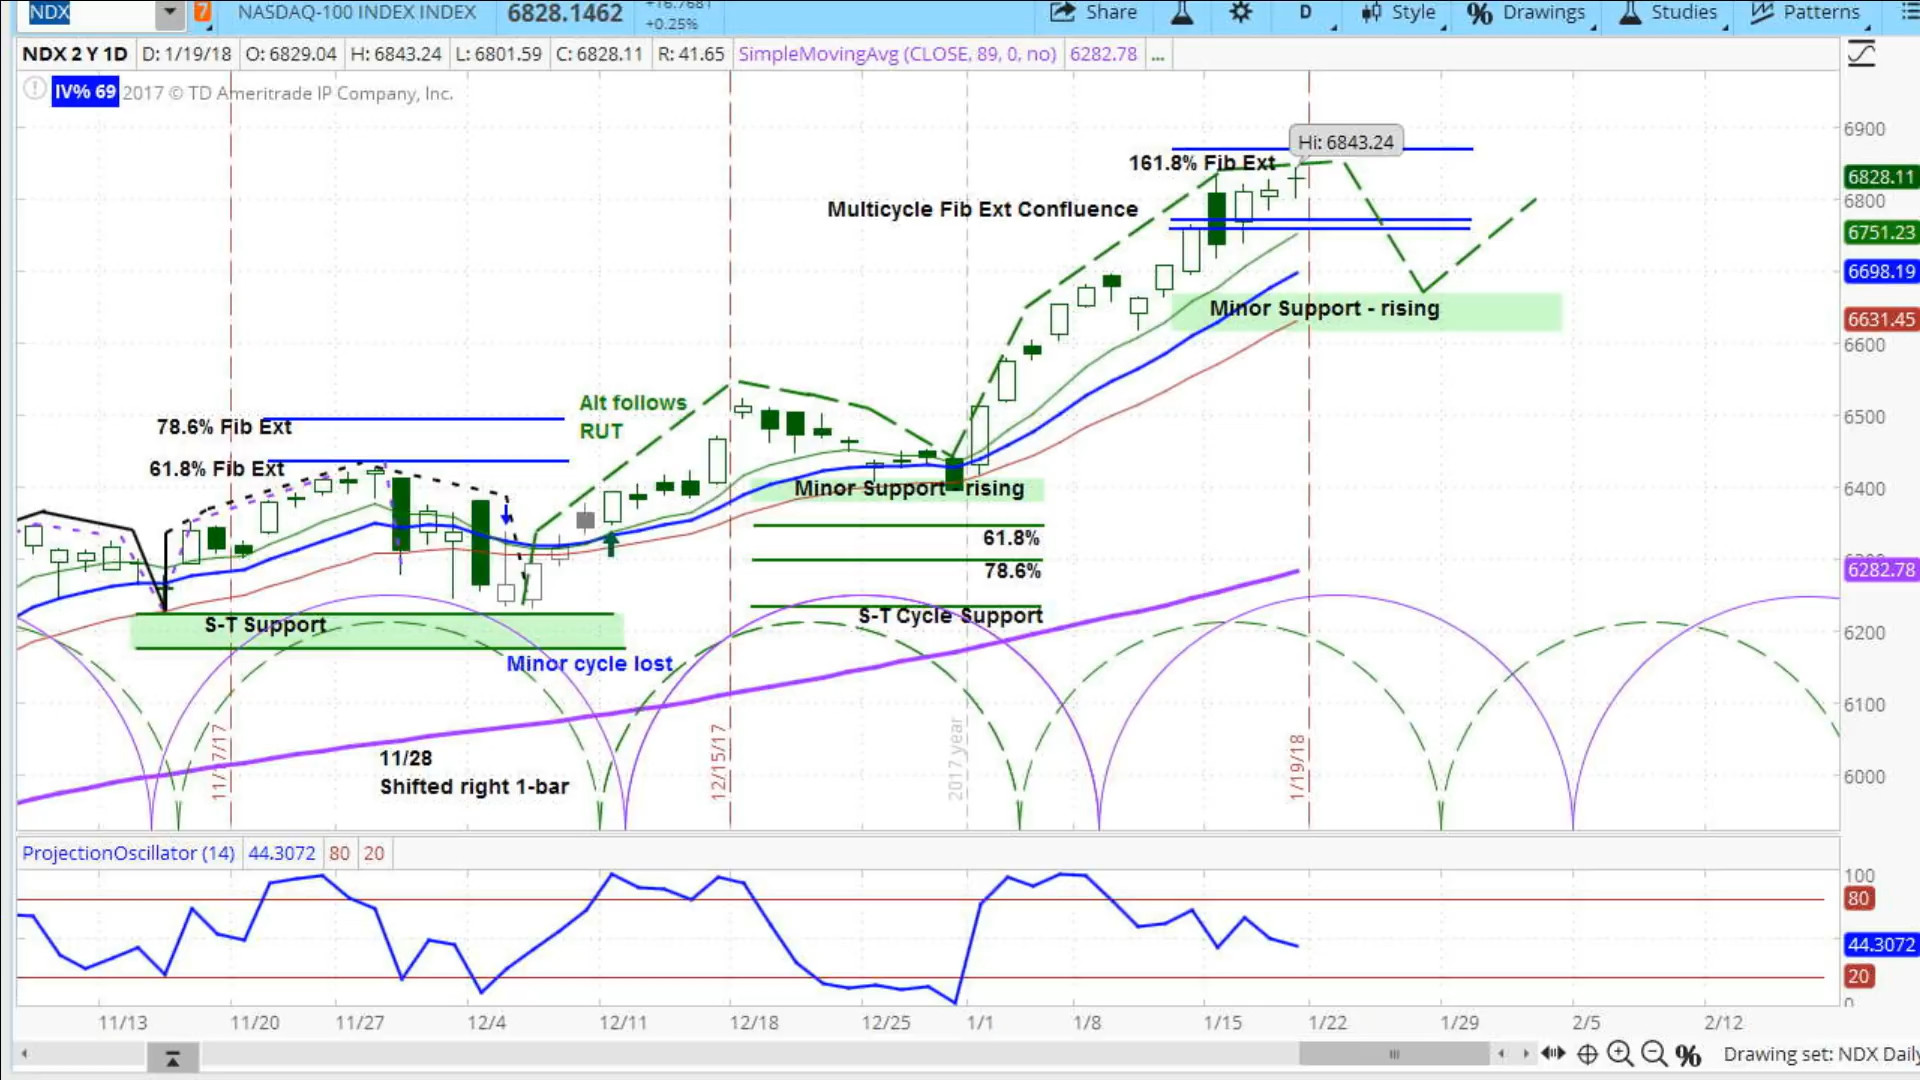 NDX
7
NASDAQ-100 INDEX INDEX
6828.1462
+0.25%
Share
D
Style
Drawings
Studies
Patterns
NDX 2 Y 1D D: 1/19/18 O: 6829.04 H: 6843.24 L: 6801.59 C: 6828.11 R: 41.65 SimpleMovingAvg (CLOSE, 89, 0, no) 6282.78 ...
IV% 69 2017 © TD Ameritrade IP Company, Inc.
6900
Hi: 6843.24
161.8% Fib Ext
6828.11
6800
Multicycle Fib Ext Confluence
6751.23
6698.19
Minor Support - rising
6631.45
6600
Alt follows
RUT
78.6% Fib Ext
6500
61.8% Fib Ext
Minor Support - rising
6400
61.8%
78.6%
6282.78
S-T Support
S-T Cycle Support
6200
Minor cycle lost
6100
11/28
Shifted right 1-bar
11/17/17
12/15/17
2017 year
1/19/18
6000
ProjectionOscillator (14) 44.3072 80 20
100
80
44.3072
20
0
11/13 11/20 11/27 12/4 12/11 12/18 12/25 1/1 1/8 1/15 1/22 1/29 2/5 2/12
Drawing set: NDX Daily